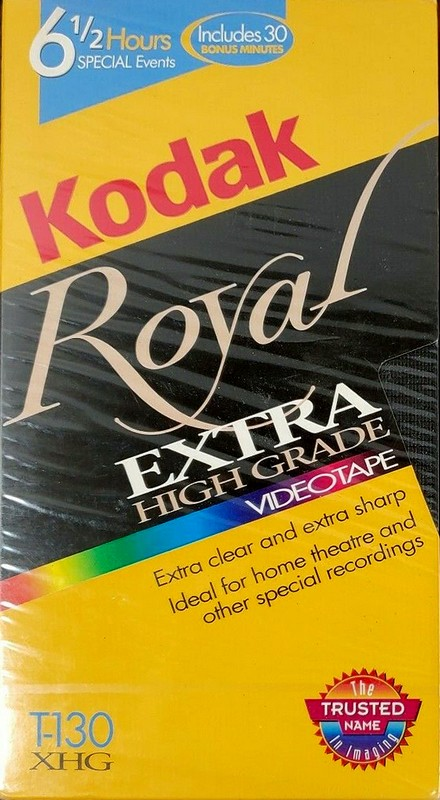 6 1/2 Hours
SPECIAL Events
Includes 30
BONUS MINUTES
Kodak
Royal
EXTRA
HIGH GRADE
VIDEOTAPE
Extra clear and extra sharp
Ideal for home theatre and
other special recordings
T-130
XHG
The
TRUSTED
NAME
in Imaging